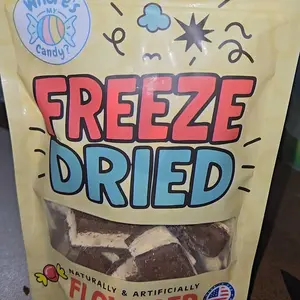 Where's
MY
Candy?
FREEZE
DRIED
NATURALLY & ARTIFICIALLY